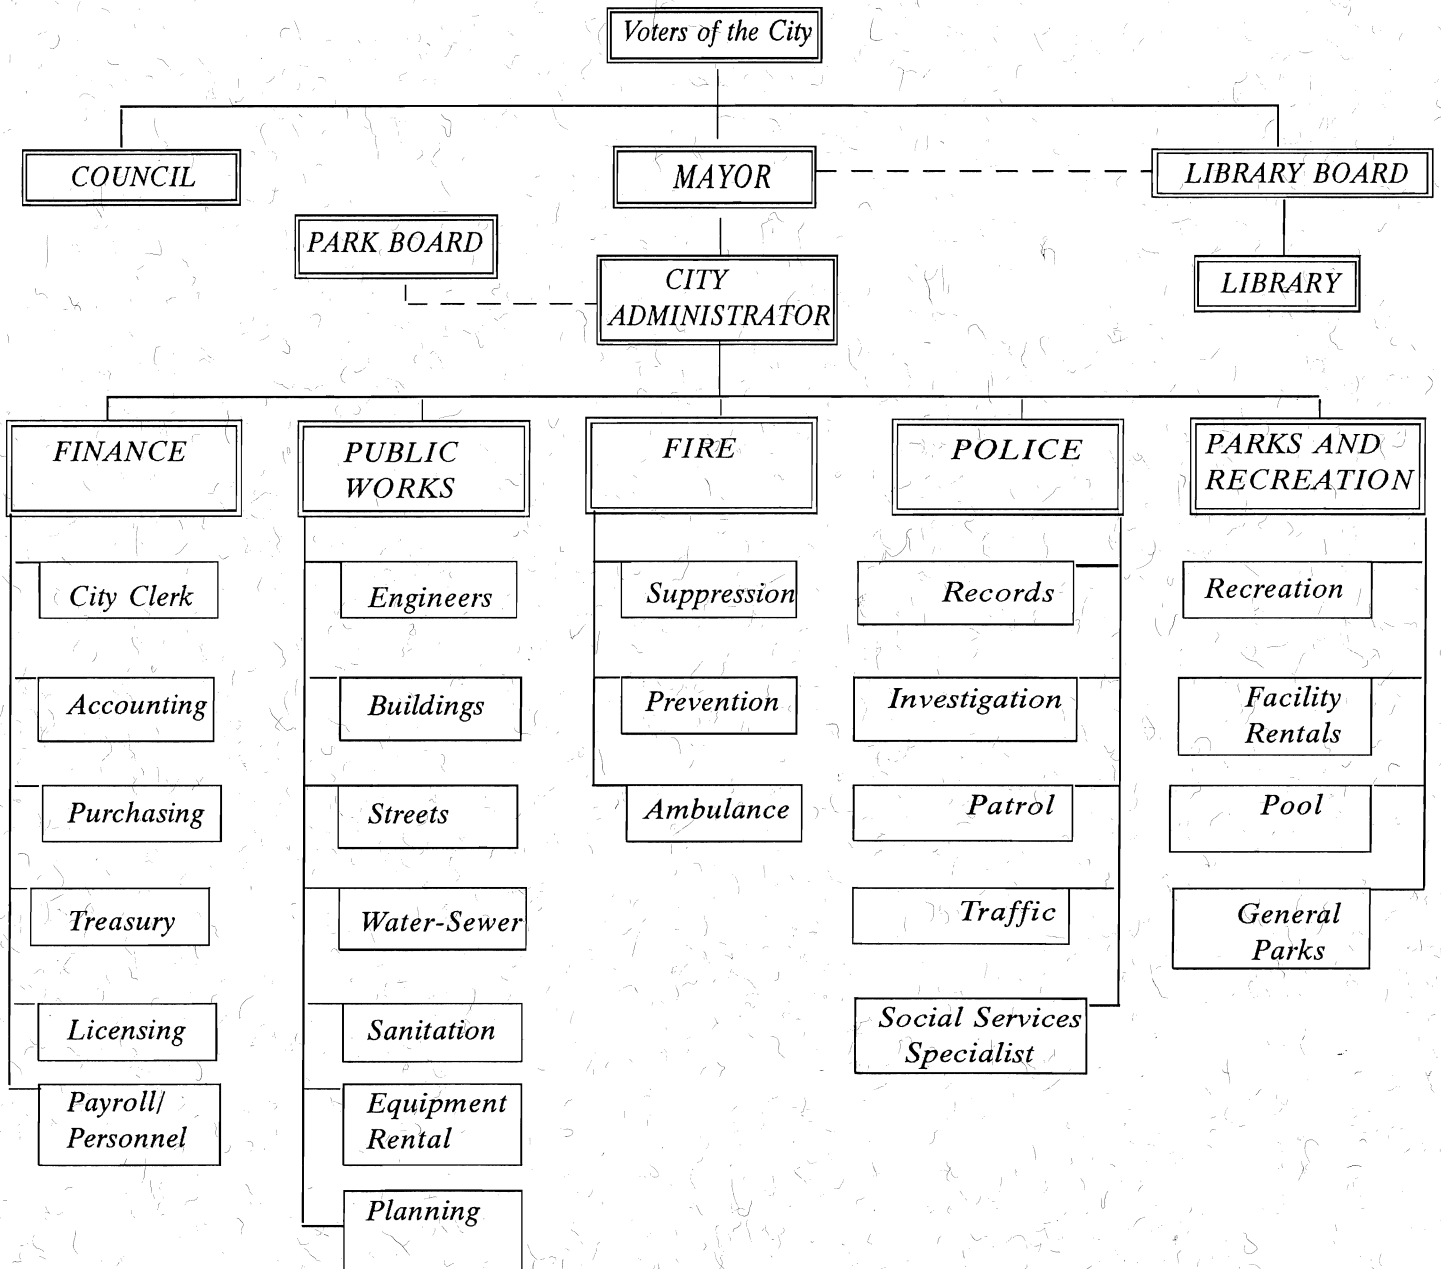 Voters of the City
COUNCIL
MAYOR
LIBRARY BOARD
PARK BOARD
CITY
ADMINISTRATOR
LIBRARY
FINANCE
PUBLIC
WORKS
FIRE
POLICE
PARKS AND
RECREATION
City Clerk
Engineers
Suppression
Records
Recreation
Accounting
Buildings
Prevention
Investigation
Facility
Rentals
Purchasing
Streets
Ambulance
Patrol
Pool
Treasury
Water-Sewer
Traffic
General
Parks
Licensing
Sanitation
Social Services
Specialist
Payroll/
Personnel
Equipment
Rental
Planning